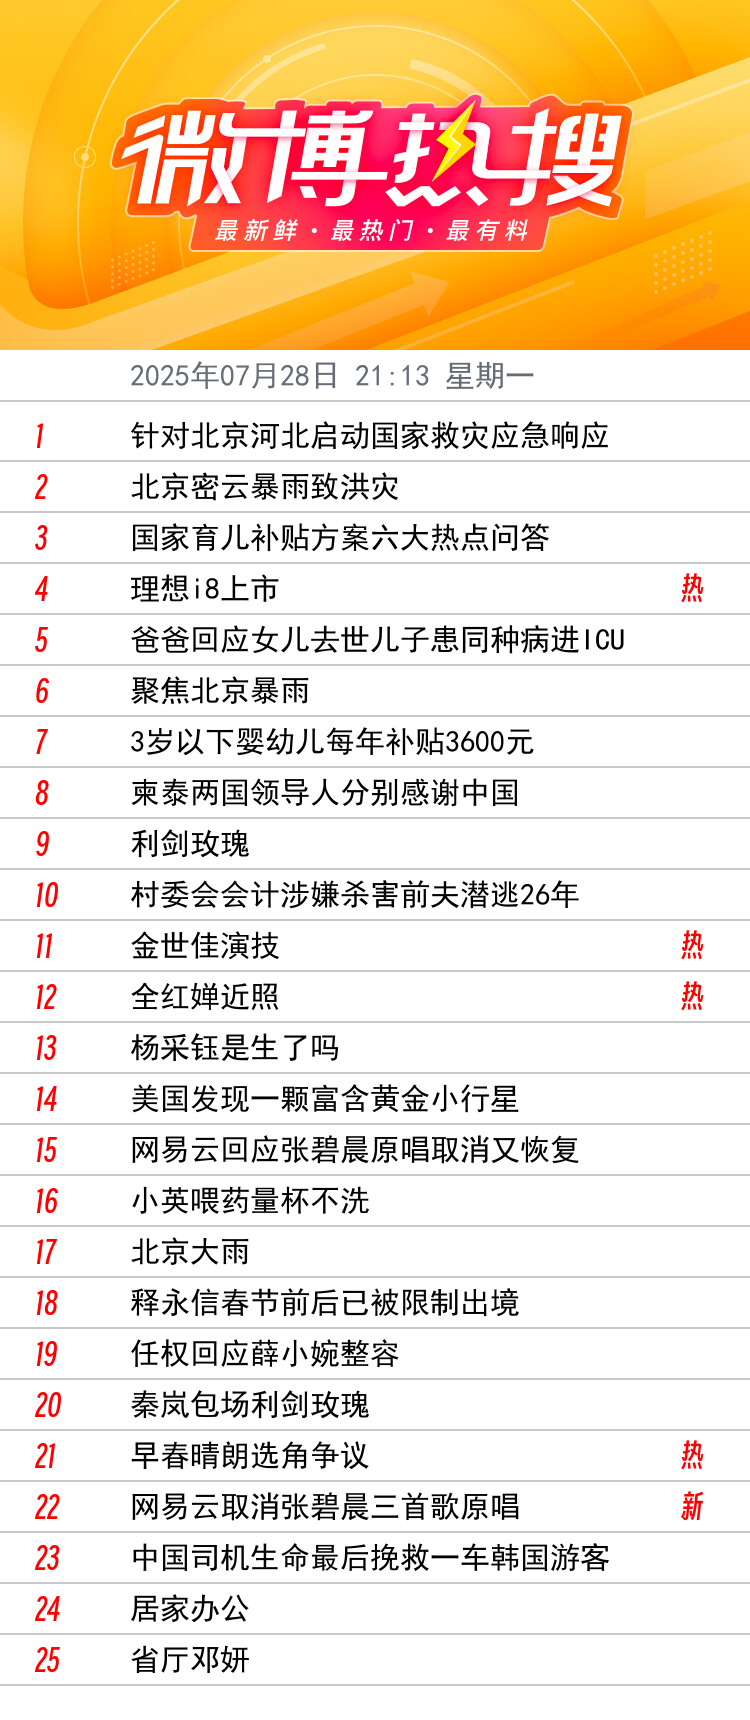 微博热搜
最新鲜·最热门·最有料
2025年07月28日 21:13 星期一
1 针对北京河北启动国家救灾应急响应
2 北京密云暴雨致洪灾
3 国家育儿补贴方案六大热点问答
4 理想i8上市 热
5 爸爸回应女儿去世儿子患同种病进ICU
6 聚焦北京暴雨
7 3岁以下婴幼儿每年补贴3600元
8 柬泰两国领导人分别感谢中国
9 利剑玫瑰
10 村委会会计涉嫌杀害前夫潜逃26年
11 金世佳演技 热
12 全红婵近照 热
13 杨采钰是生了吗
14 美国发现一颗富含黄金小行星
15 网易云回应张碧晨原唱取消又恢复
16 小英喂药量杯不洗
17 北京大雨
18 释永信春节前后已被限制出境
19 任权回应薛小婉整容
20 秦岚包场利剑玫瑰
21 早春晴朗选角争议 热
22 网易云取消张碧晨三首歌原唱 新
23 中国司机生命最后挽救一车韩国游客
24 居家办公
25 省厅邓妍